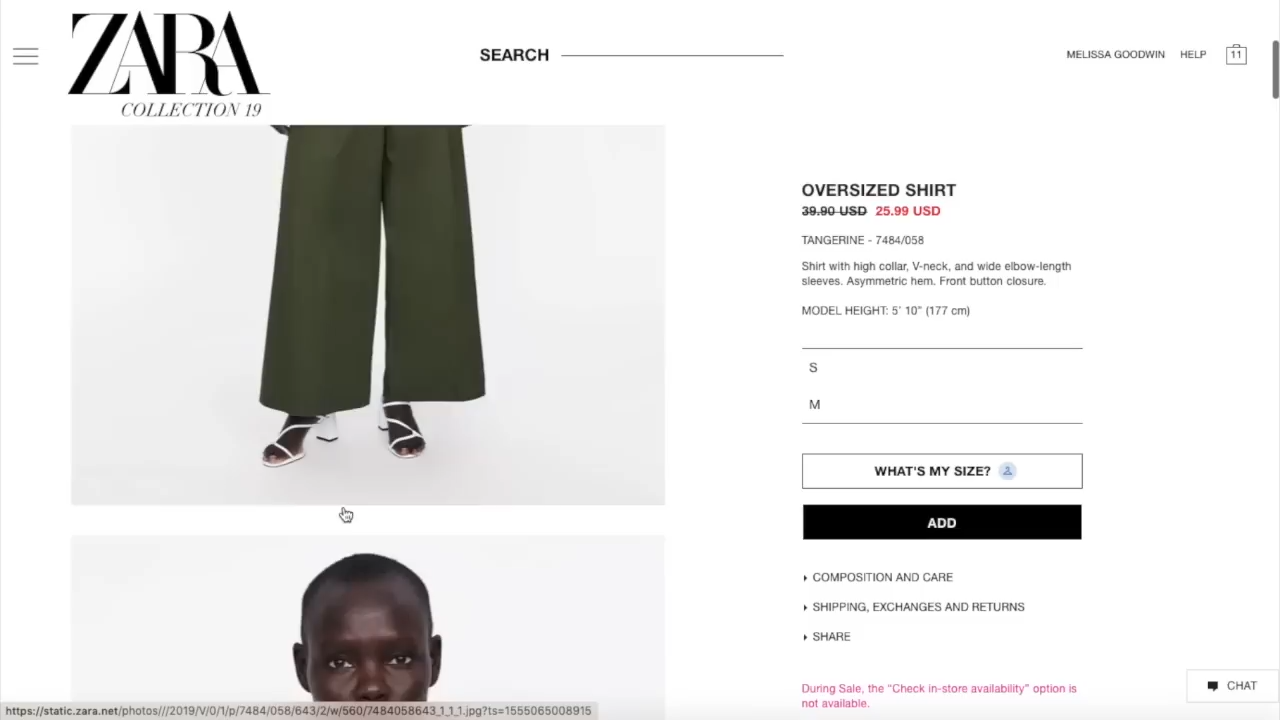 ZARA
COLLECTION 19
SEARCH
MELISSA GOODWIN HELP 11
OVERSIZED SHIRT
39.90 USD 25.99 USD
TANGERINE - 7484/058
Shirt with high collar, V-neck, and wide elbow-length
sleeves. Asymmetric hem. Front button closure.
MODEL HEIGHT: 5' 10" (177 cm)
S
M
WHAT'S MY SIZE?
ADD
COMPOSITION AND CARE
SHIPPING, EXCHANGES AND RETURNS
SHARE
During Sale, the “Check in-store availability” option is
not available.
CHAT
https://static.zara.net/photos///2019/V/0/1/p/7484/058/643/2/w/560/7484058643_1_1_1.jpg?ts=1555065008915